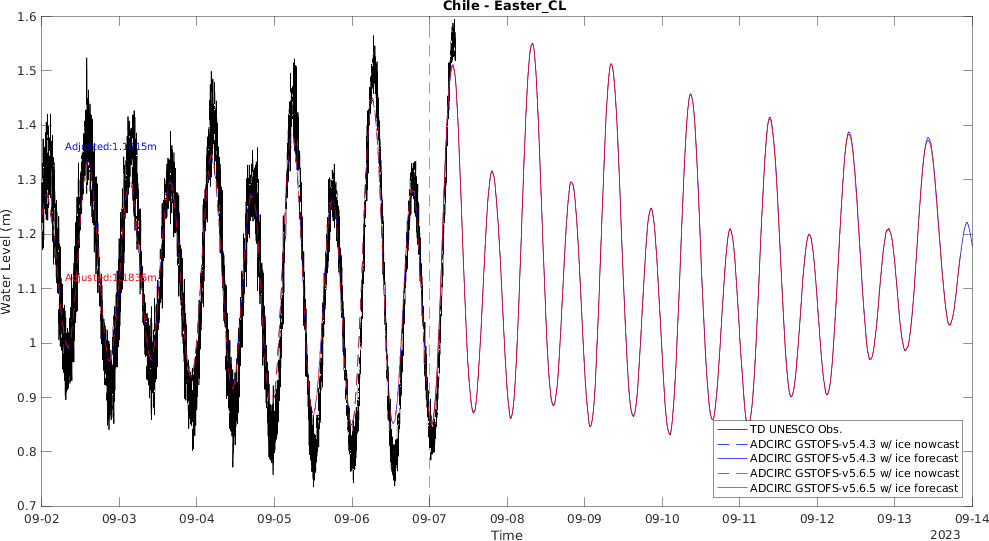 Chile - Easter_CL
1.6
1.5
1.4
1.3
1.2
1.1
1
0.9
0.8
0.7
Water Level (m)
TD UNESCO Obs.
ADCIRC GSTOFS-v5.4.3 w/ ice nowcast
ADCIRC GSTOFS-v5.4.3 w/ ice forecast
ADCIRC GSTOFS-v5.6.5 w/ ice nowcast
ADCIRC GSTOFS-v5.6.5 w/ ice forecast
09-02 09-03 09-04 09-05 09-06 09-07 09-08 09-09 09-10 09-11 09-12 09-13 09-14
Time
2023